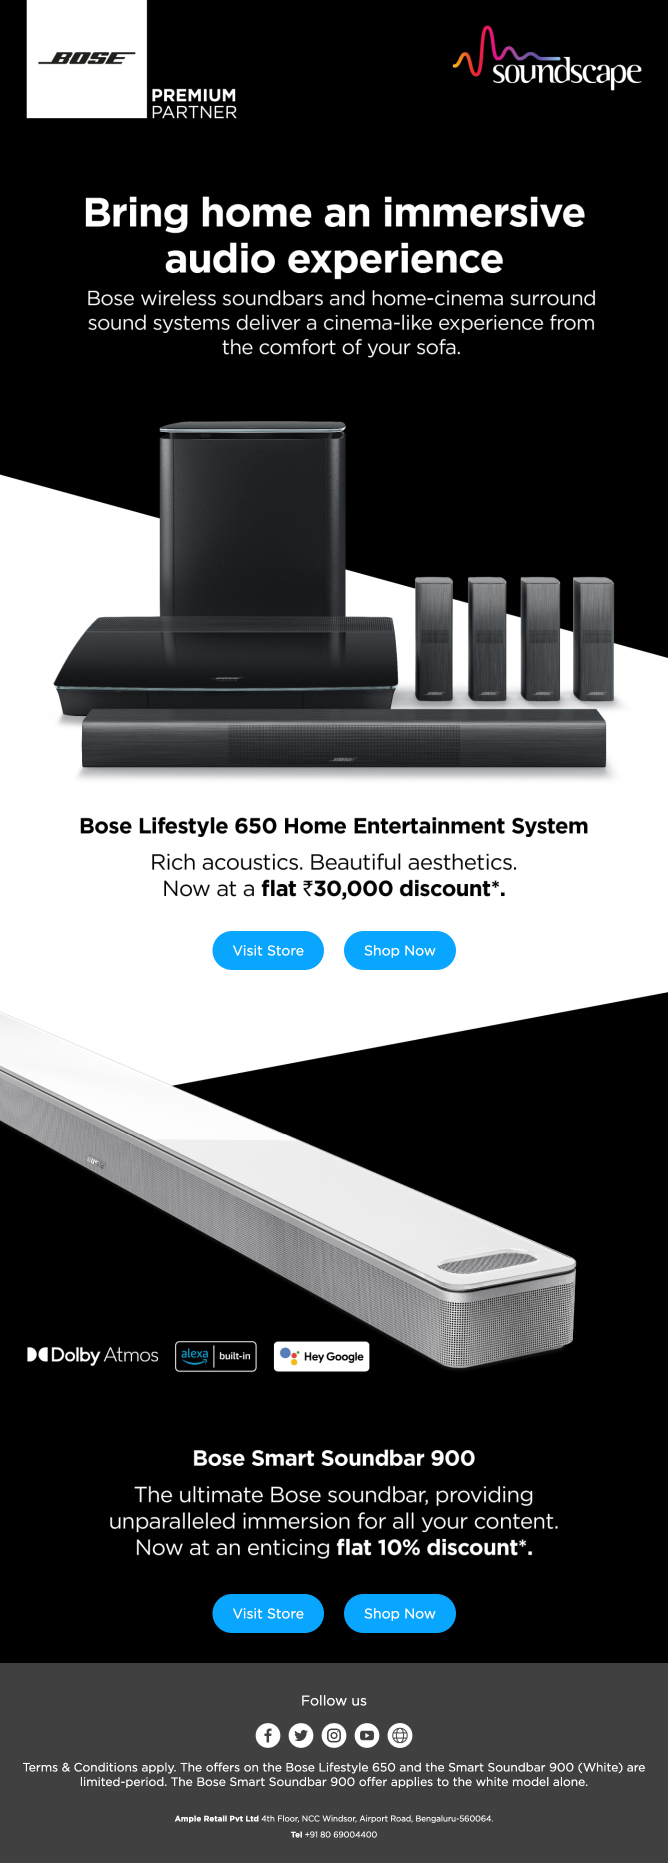 BOSE
PREMIUM
PARTNER
soundscape
Bring home an immersive
audio experience
Bose wireless soundbars and home-cinema surround
sound systems deliver a cinema-like experience from
the comfort of your sofa.
BOSE
BOSE
Bose Lifestyle 650 Home Entertainment System
Rich acoustics. Beautiful aesthetics.
Now at a flat ₹30,000 discount*.
Visit Store Shop Now
Dolby Atmos
alexa built-in
Hey Google
Bose Smart Soundbar 900
The ultimate Bose soundbar, providing
unparalleled immersion for all your content.
Now at an enticing flat 10% discount*.
Visit Store Shop Now
Follow us
Terms & Conditions apply. The offers on the Bose Lifestyle 650 and the Smart Soundbar 900 (White) are
limited-period. The Bose Smart Soundbar 900 offer applies to the white model alone.
Ample Retail Pvt Ltd 4th Floor, NCC Windsor, Airport Road, Bengaluru-560064.
Tel +91 80 69004400